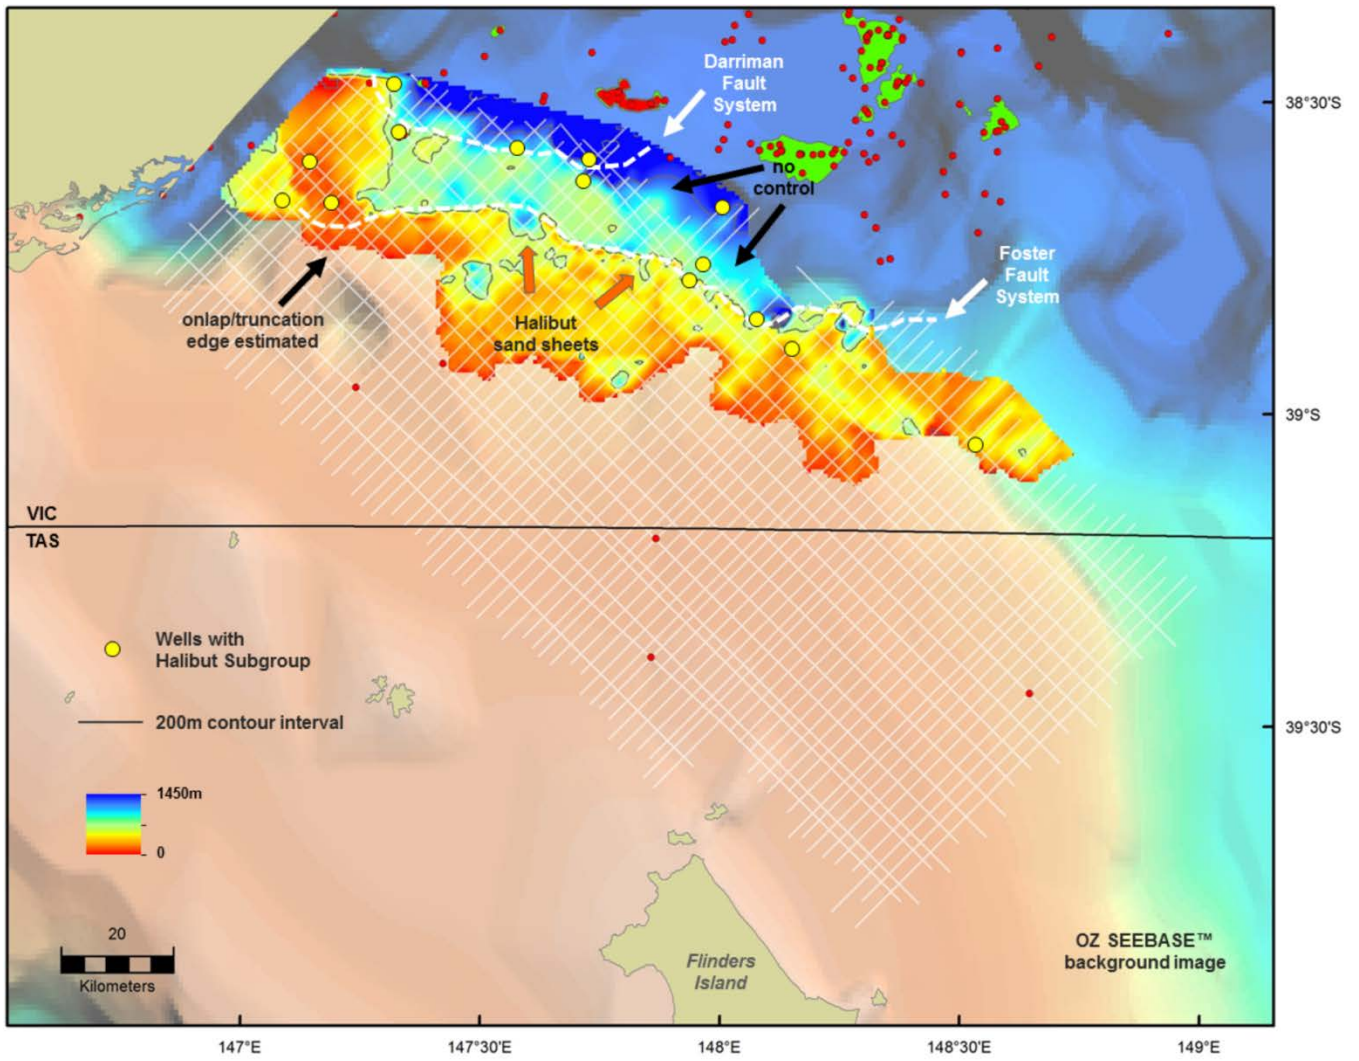 Darriman
Fault
System
38°30'S
no
control
Foster
Fault
System
onlap/truncation
edge estimated
Halibut
sand sheets
39°S
VIC
TAS
Wells with
Halibut Subgroup
200m contour interval
39°30'S
1450m
0
20
Kilometers
Flinders
Island
OZ SEEBASE™
background image
147°E
147°30'E
148°E
148°30'E
149°E